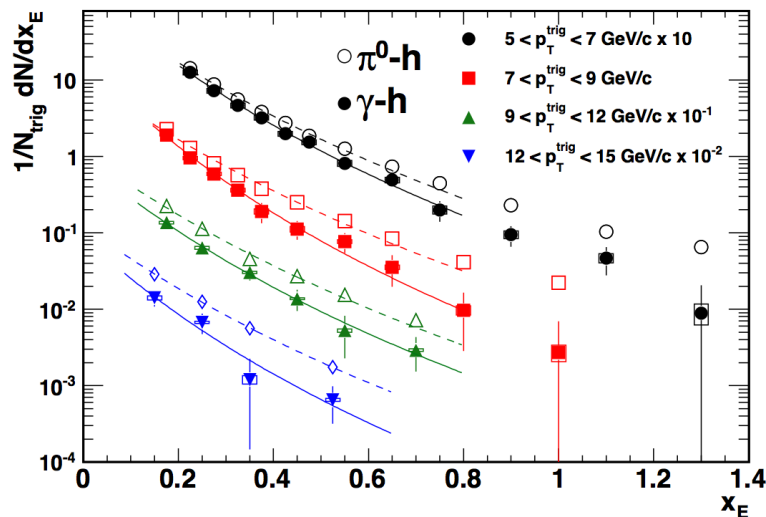 1/N_trig dN/dx_E
10
1
10^-1
10^-2
10^-3
10^-4
π^0-h
γ-h
5 < p_T^trig < 7 GeV/c x 10
7 < p_T^trig < 9 GeV/c
9 < p_T^trig < 12 GeV/c x 10^-1
12 < p_T^trig < 15 GeV/c x 10^-2
0 0.2 0.4 0.6 0.8 1 1.2 1.4
x_E